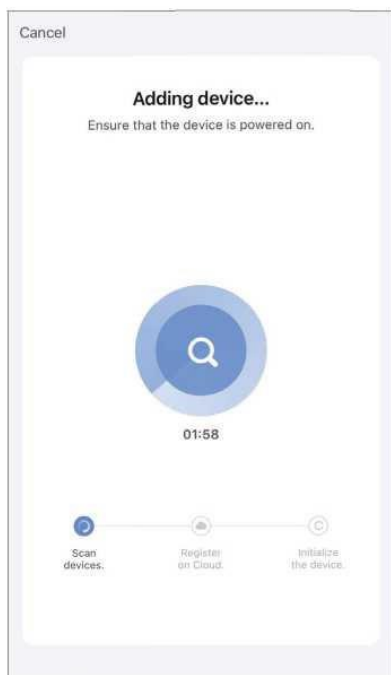 Cancel
Adding device...
Ensure that the device is powered on.
01:58
Scan
devices.
Register
on Cloud.
Initialize
the device.